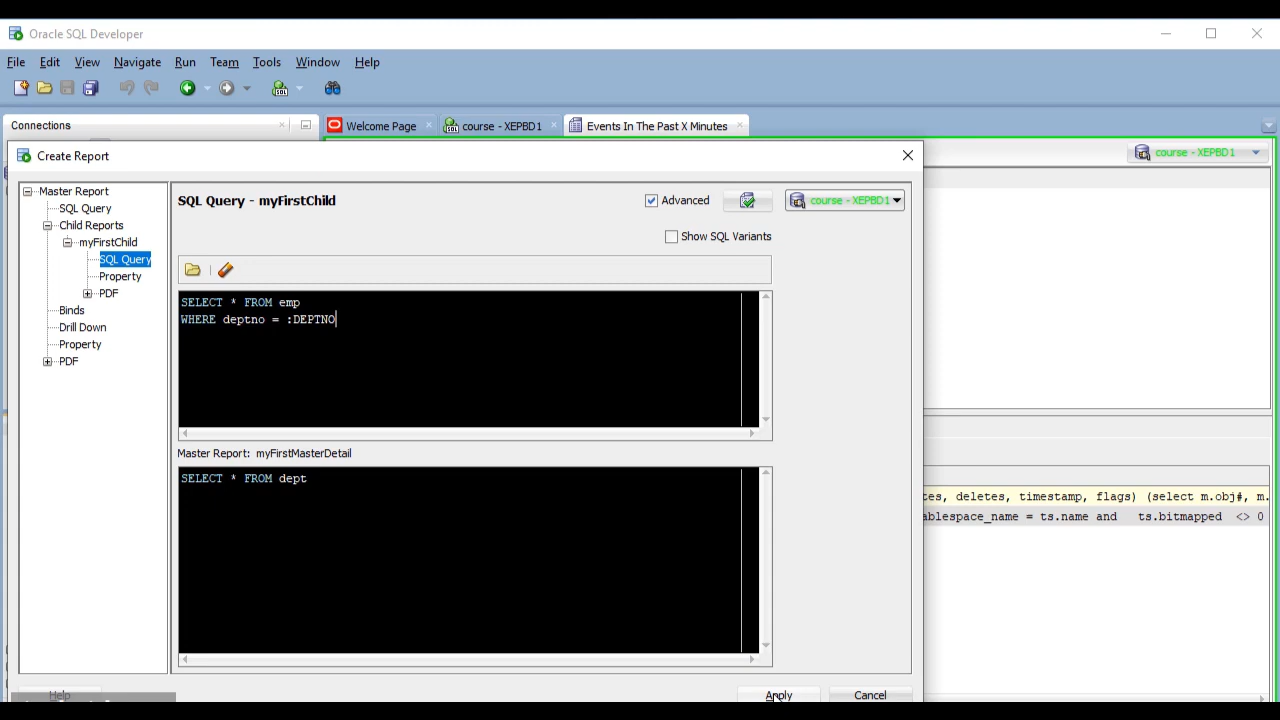 Oracle SQL Developer
File Edit View Navigate Run Team Tools Window Help
Connections
Welcome Page
course - XEPBD1
Events In The Past X Minutes
Create Report
course - XEPBD1
Master Report
SQL Query
Child Reports
myFirstChild
SQL Query
Property
PDF
Binds
Drill Down
Property
PDF
SQL Query - myFirstChild
Advanced
course - XEPBD1
Show SQL Variants
SELECT * FROM emp
WHERE deptno = :DEPTNO
Master Report: myFirstMasterDetail
SELECT * FROM dept
tes, deletes, timestamp, flags) (select m.obj#, m.
ablespace_name = ts.name and ts.bitmapped <> 0
Help
Apply
Cancel